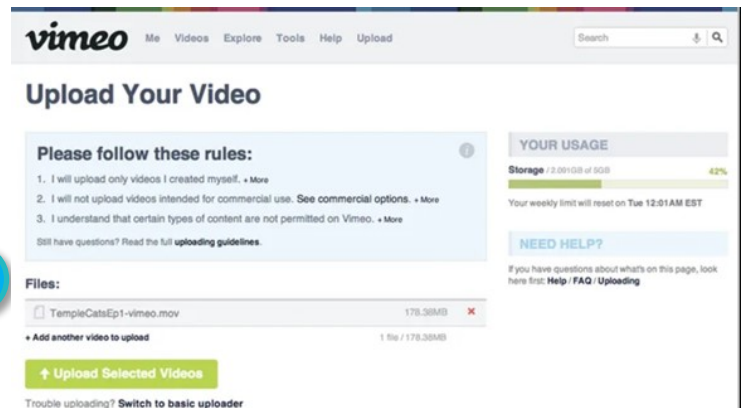 vimeo Me Videos Explore Tools Help Upload
Search
Upload Your Video
Please follow these rules:
1. I will upload only videos I created myself. + More
2. I will not upload videos intended for commercial use. See commercial options. + More
3. I understand that certain types of content are not permitted on Vimeo. + More
Still have questions? Read the full uploading guidelines.
YOUR USAGE
Storage / 2.091GB of 5GB 42%
Your weekly limit will reset on Tue 12:01AM EST
NEED HELP?
If you have questions about what's on this page, look
here first: Help / FAQ / Uploading
Files:
TempleCatsEp1-vimeo.mov 178.38MB
+ Add another video to upload 1 file / 178.38MB
Upload Selected Videos
Trouble uploading? Switch to basic uploader